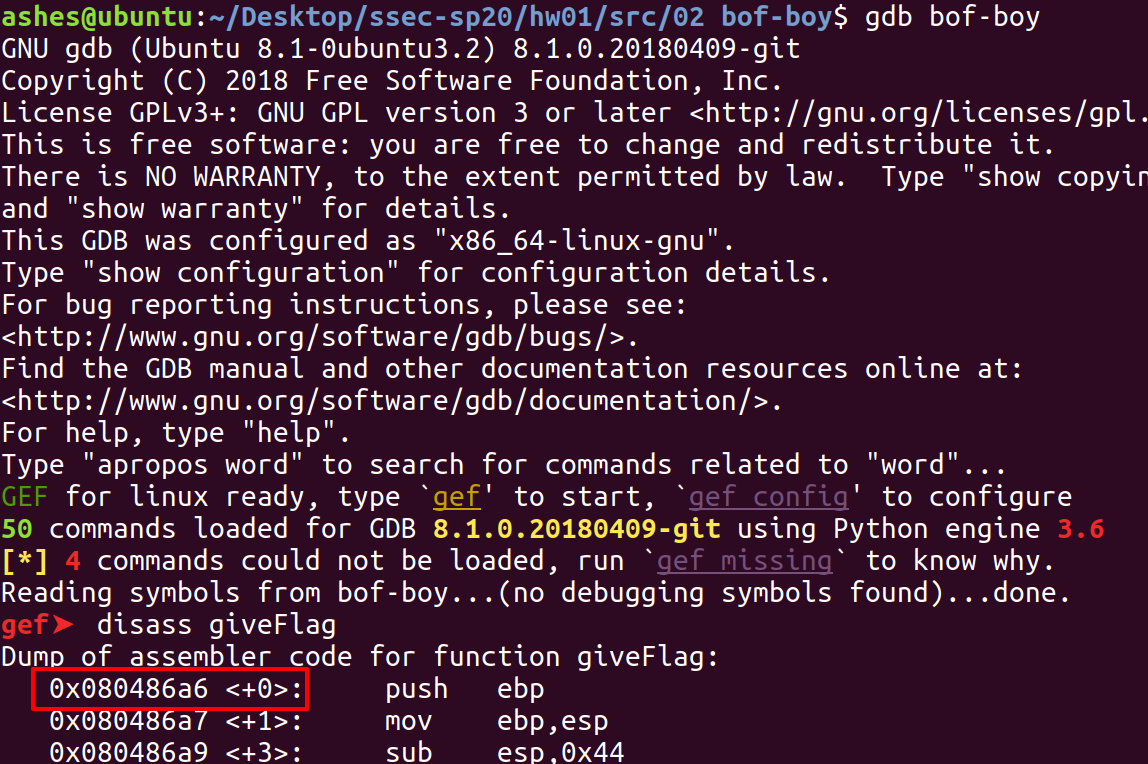 ashes@ubuntu:~/Desktop/ssec-sp20/hw01/src/02 bof-boy$ gdb bof-boy
GNU gdb (Ubuntu 8.1-0ubuntu3.2) 8.1.0.20180409-git
Copyright (C) 2018 Free Software Foundation, Inc.
License GPLv3+: GNU GPL version 3 or later <http://gnu.org/licenses/gpl.
This is free software: you are free to change and redistribute it.
There is NO WARRANTY, to the extent permitted by law.  Type "show copyin
and "show warranty" for details.
This GDB was configured as "x86_64-linux-gnu".
Type "show configuration" for configuration details.
For bug reporting instructions, please see:
<http://www.gnu.org/software/gdb/bugs/>.
Find the GDB manual and other documentation resources online at:
<http://www.gnu.org/software/gdb/documentation/>.
For help, type "help".
Type "apropos word" to search for commands related to "word"...
GEF for linux ready, type `gef' to start, `gef config' to configure
50 commands loaded for GDB 8.1.0.20180409-git using Python engine 3.6
[*] 4 commands could not be loaded, run `gef missing` to know why.
Reading symbols from bof-boy...(no debugging symbols found)...done.
gef➤  disass giveFlag
Dump of assembler code for function giveFlag:
   0x080486a6 <+0>:     push   ebp
   0x080486a7 <+1>:     mov    ebp,esp
   0x080486a9 <+3>:     sub    esp,0x44